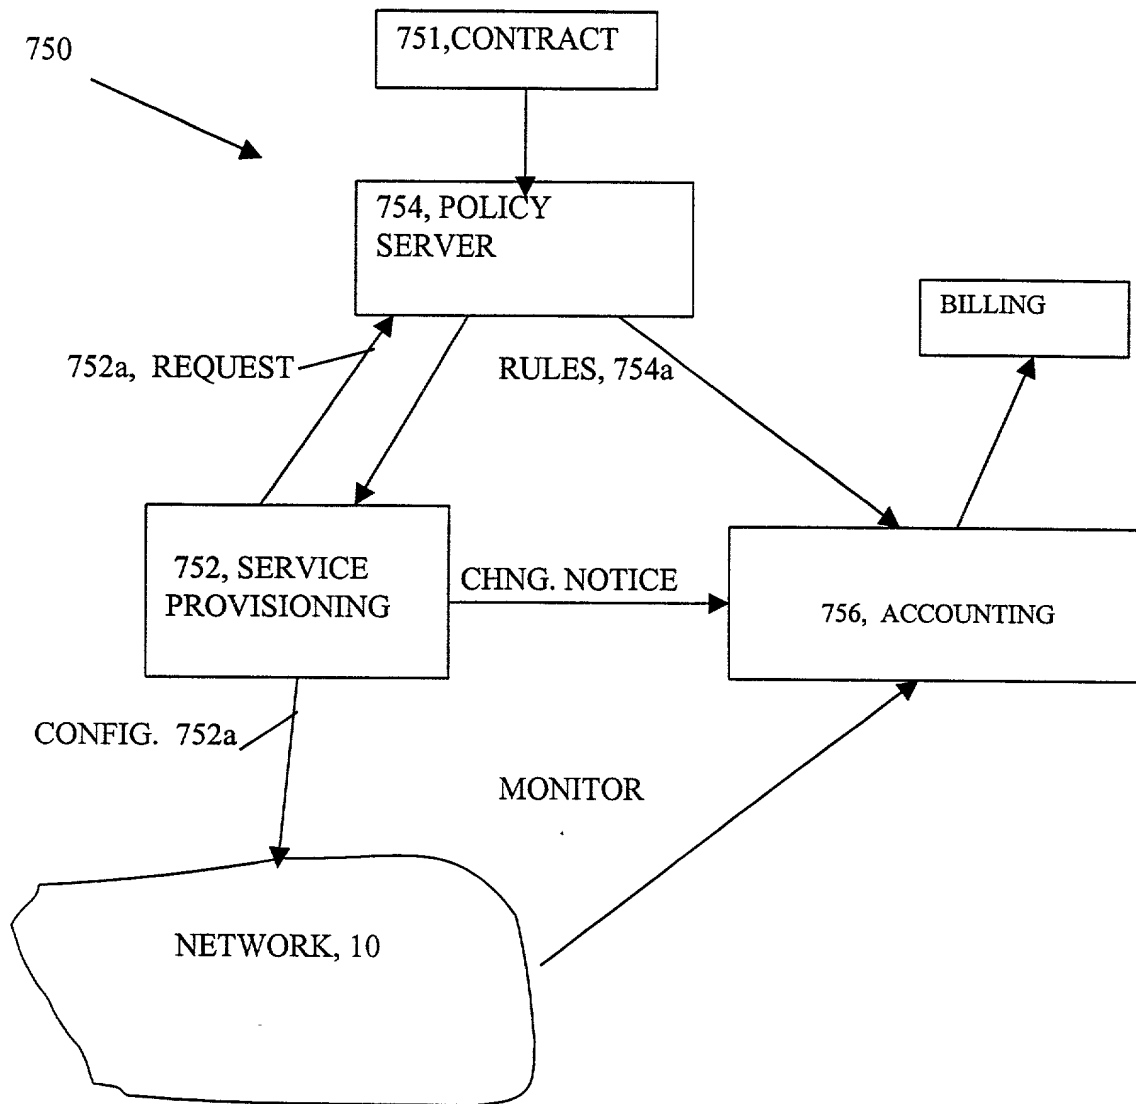 751,CONTRACT
750
754, POLICY
SERVER
BILLING
752a, REQUEST
RULES, 754a
752, SERVICE
PROVISIONING
CHNG. NOTICE
756, ACCOUNTING
CONFIG. 752a
MONITOR
NETWORK, 10